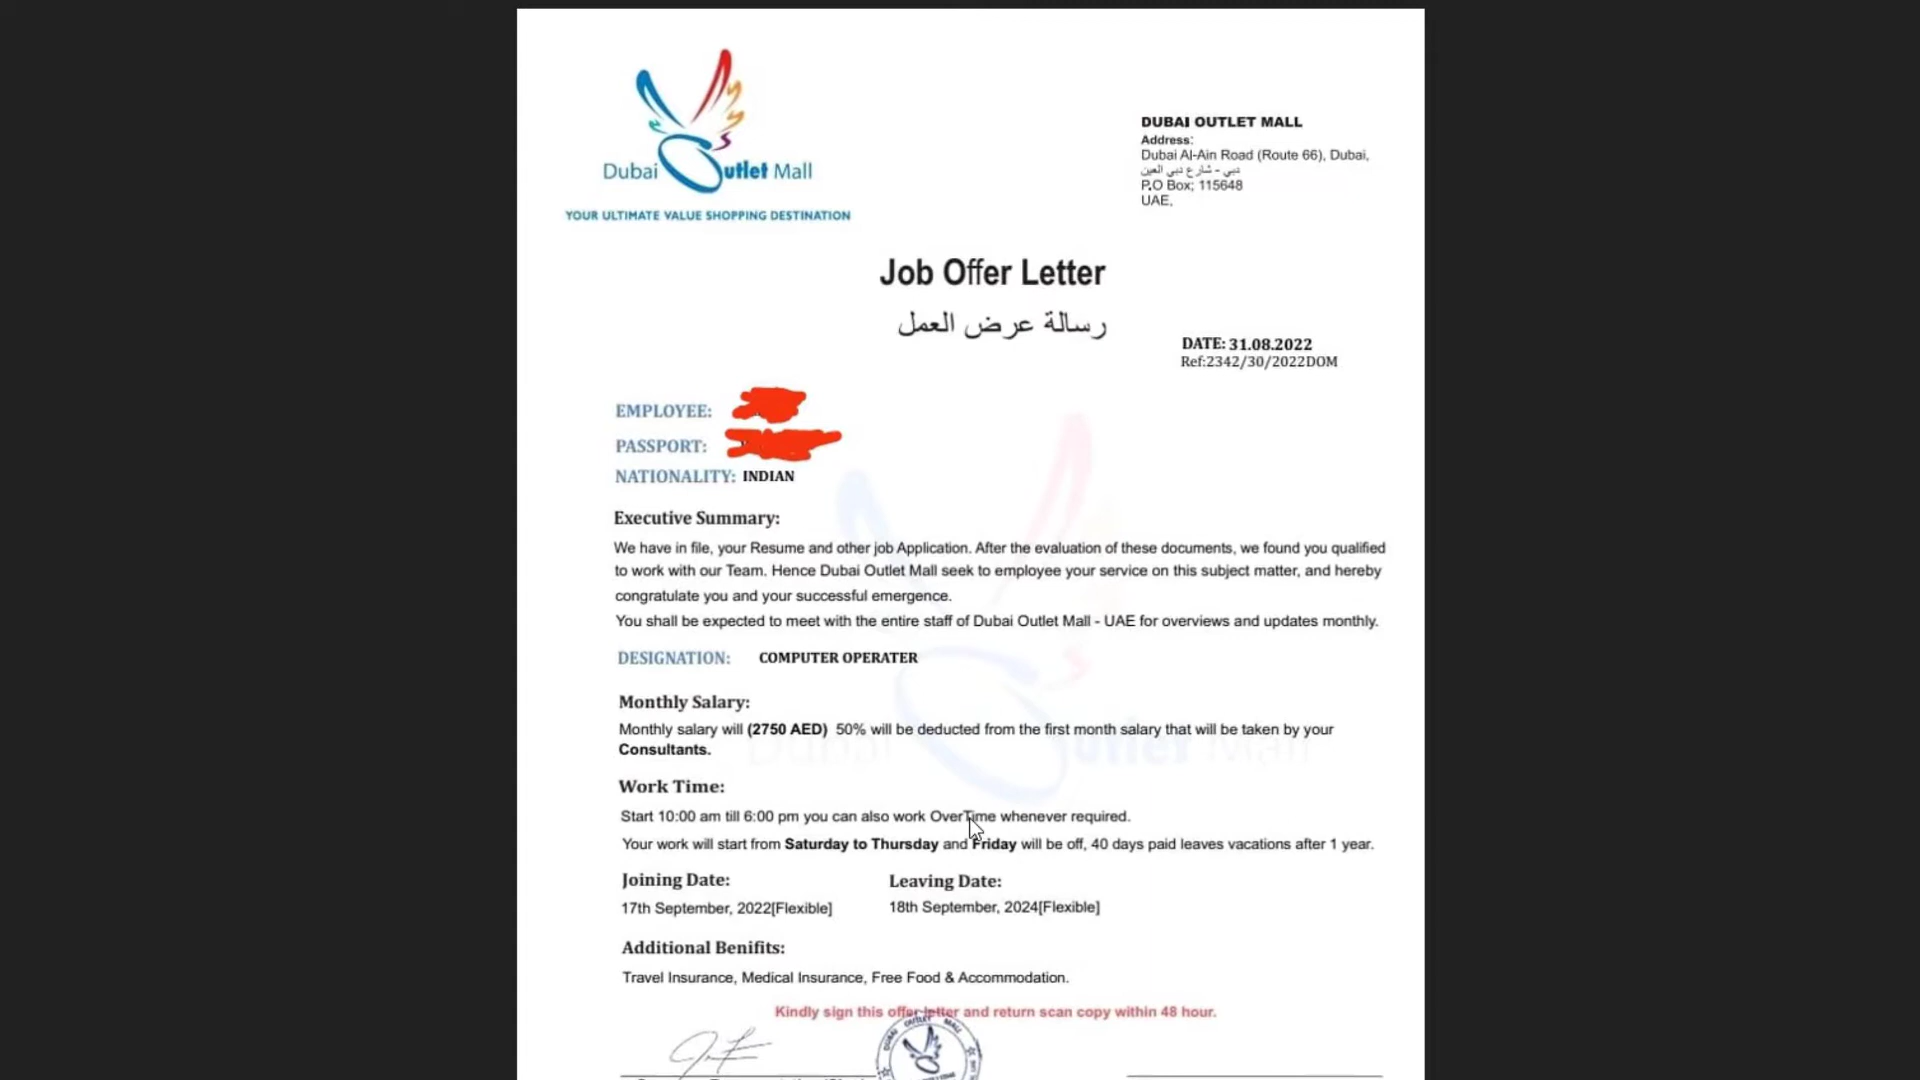 Dubai Outlet Mall
YOUR ULTIMATE VALUE SHOPPING DESTINATION
DUBAI OUTLET MALL
Address:
Dubai Al-Ain Road (Route 66), Dubai,
دبي - شارع دبي العين
P.O Box; 115648
UAE,
Job Offer Letter
رسالة عرض العمل
DATE: 31.08.2022
Ref:2342/30/2022DOM
EMPLOYEE:
PASSPORT:
NATIONALITY: INDIAN
Executive Summary:
We have in file, your Resume and other job Application. After the evaluation of these documents, we found you qualified
to work with our Team. Hence Dubai Outlet Mall seek to employee your service on this subject matter, and hereby
congratulate you and your successful emergence.
You shall be expected to meet with the entire staff of Dubai Outlet Mall - UAE for overviews and updates monthly.
DESIGNATION: COMPUTER OPERATER
Monthly Salary:
Monthly salary will (2750 AED) 50% will be deducted from the first month salary that will be taken by your
Consultants.
Dubai Outlet Mall
Work Time:
Start 10:00 am till 6:00 pm you can also work OverTime whenever required.
Your work will start from Saturday to Thursday and Friday will be off, 40 days paid leaves vacations after 1 year.
Joining Date: Leaving Date:
17th September, 2022[Flexible] 18th September, 2024[Flexible]
Additional Benifits:
Travel Insurance, Medical Insurance, Free Food & Accommodation.
Kindly sign this offer letter and return scan copy within 48 hour.
DUBAI OUTLET MALL